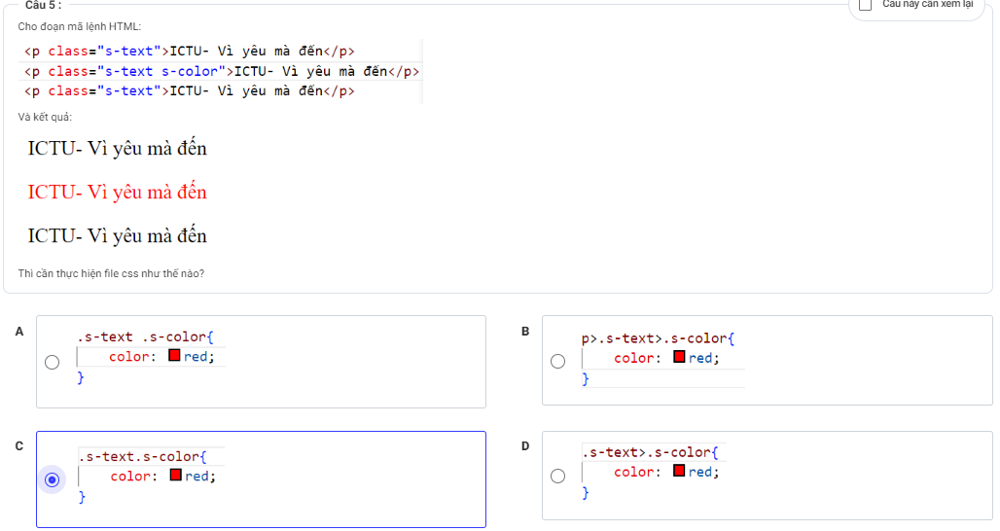 Câu 5 :
Câu này cần xem lại
Cho đoạn mã lệnh HTML:
<p class="s-text">ICTU- Vì yêu mà đến</p>
<p class="s-text s-color">ICTU- Vì yêu mà đến</p>
<p class="s-text">ICTU- Vì yêu mà đến</p>
Và kết quả:
ICTU- Vì yêu mà đến
ICTU- Vì yêu mà đến
ICTU- Vì yêu mà đến
Thì cần thực hiện file css như thế nào?
A
.s-text .s-color{
color: red;
}
B
p>.s-text>.s-color{
color: red;
}
C
.s-text.s-color{
color: red;
}
D
.s-text>.s-color{
color: red;
}